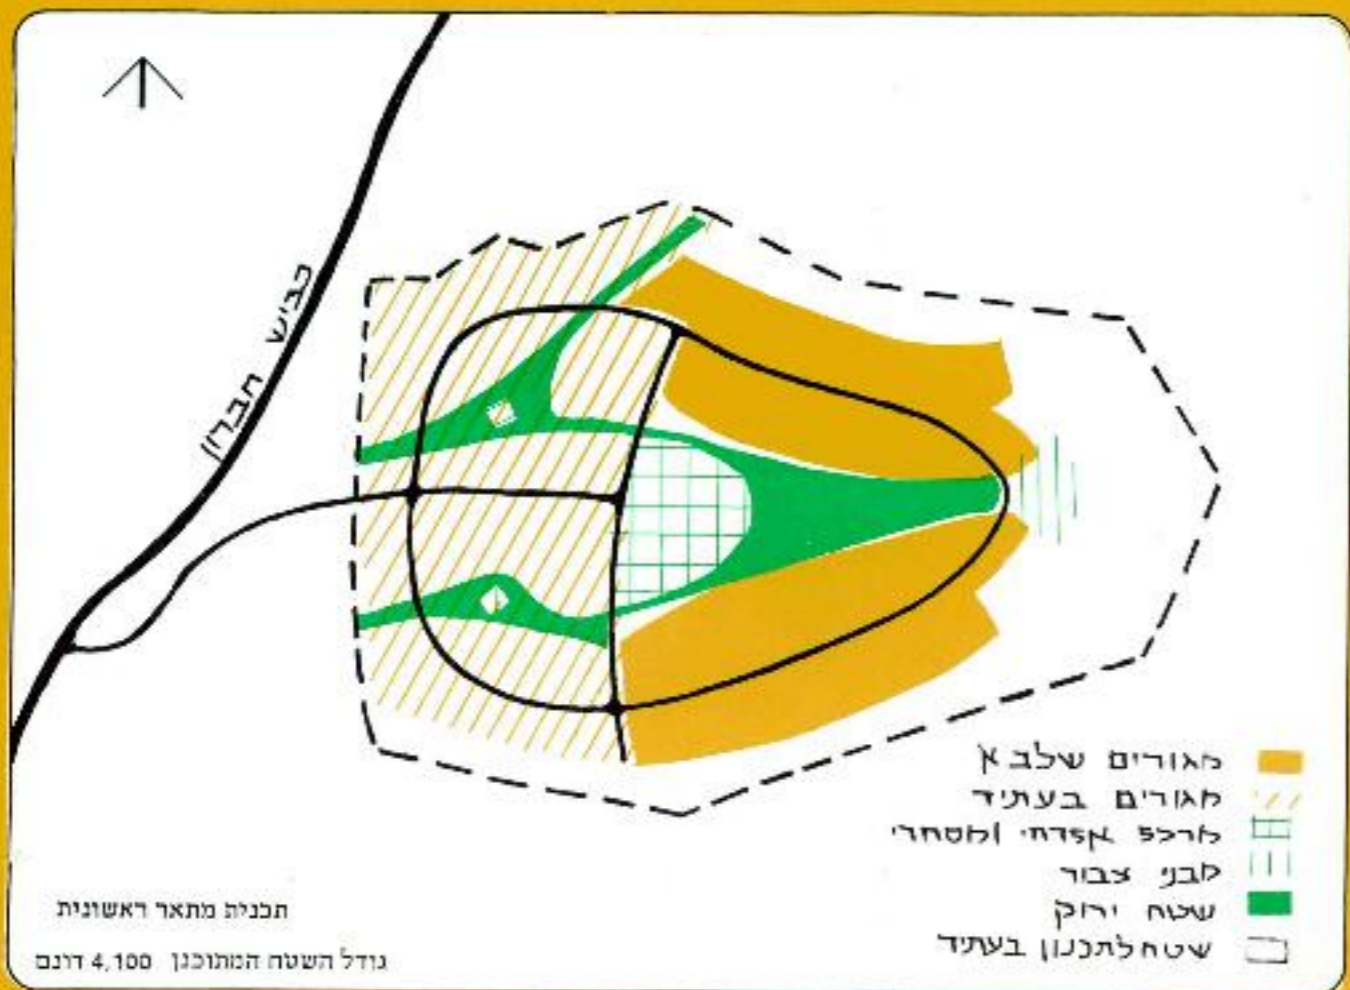 כביש חברון
מגורים שלב א
מגורים בעתיד
מרכז אזרחי ומסחרי
מבני צבור
שטח ירוק
שטח לתכנון בעתיד
תכנית מתאר ראשונית
גודל השטח המתוכנן 4,100 דונם